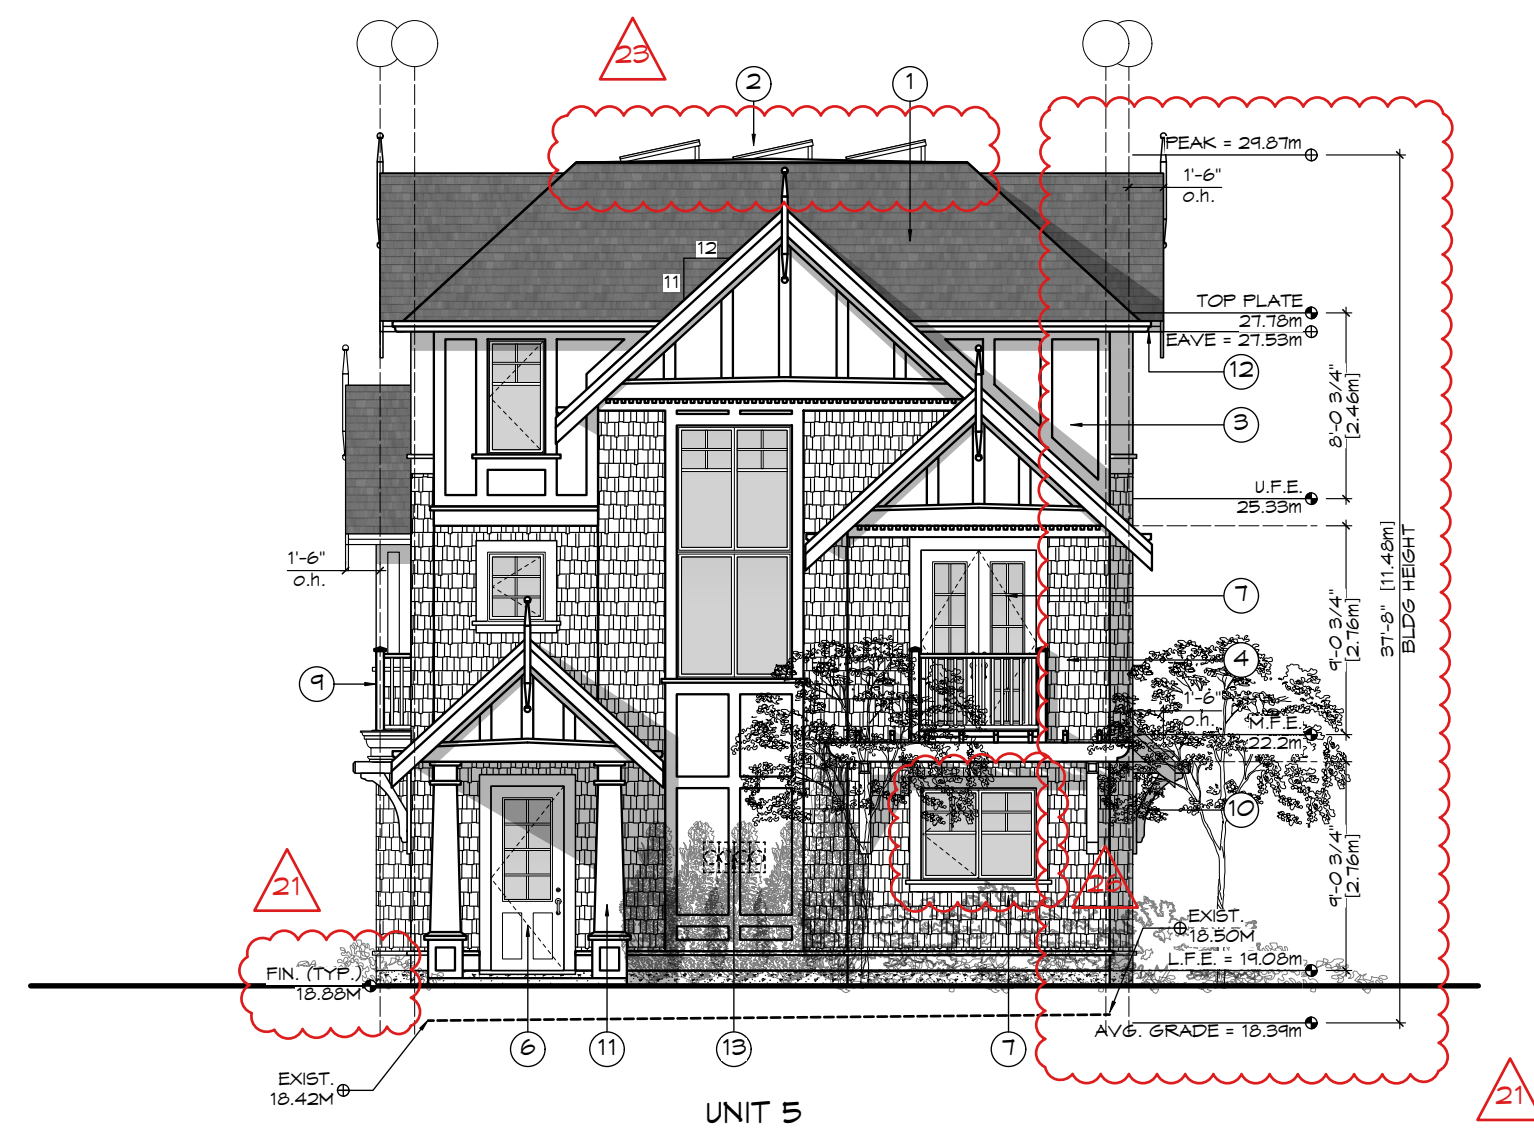 23
2
1
PEAK = 29.87m
1'-6"
o.h.
12
11
TOP PLATE
27.78m
EAVE = 27.53m
12
8'-0 3/4"
[2.46m]
3
U.F.E.
25.33m
1'-6"
o.h.
37'-8" [11.48m]
BLDG HEIGHT
7
9'-0 3/4"
[2.76m]
4
9
1'-6"
o.h.
M.F.E.
22.2m
10
9'-0 3/4"
[2.76m]
21
26
EXIST.
18.50M
L.F.E. = 19.08m
FIN. (TYP.)
18.88M
AVG. GRADE = 18.39m
6
11
13
7
EXIST.
18.42M
21
UNIT 5